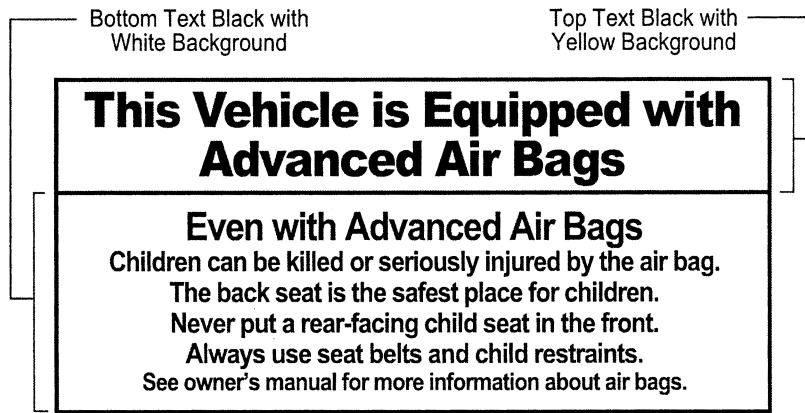 Bottom Text Black with
White Background
Top Text Black with
Yellow Background
This Vehicle is Equipped with
Advanced Air Bags
Even with Advanced Air Bags
Children can be killed or seriously injured by the air bag.
The back seat is the safest place for children.
Never put a rear-facing child seat in the front.
Always use seat belts and child restraints.
See owner's manual for more information about air bags.